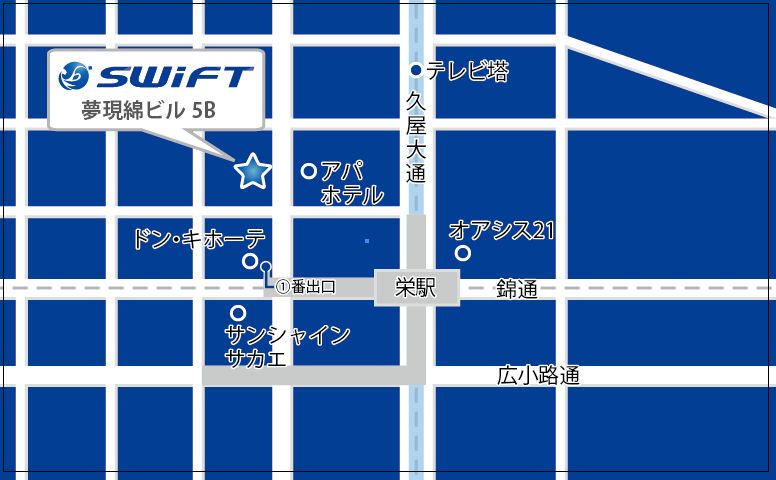 SWiFT
夢現綿ビル 5B
テレビ塔
久屋大通
アパ
ホテル
ドン・キホーテ
オアシス21
①番出口
栄駅
錦通
サンシャイン
サカエ
広小路通